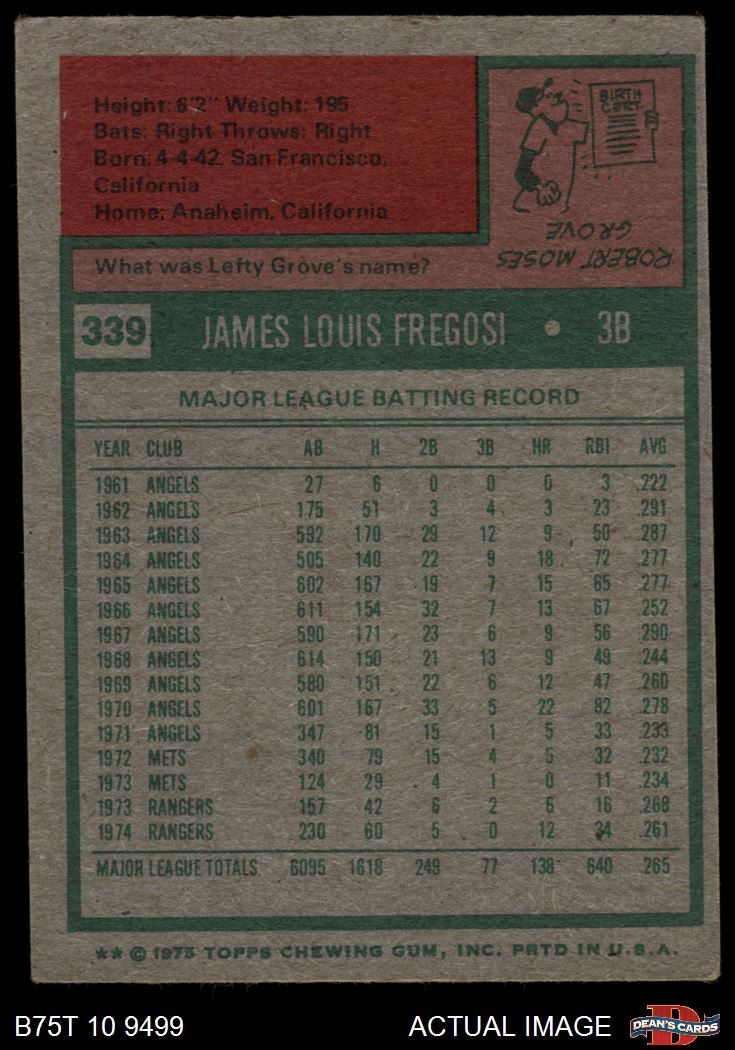 Height: 6'2" Weight: 195
Bats: Right Throws: Right
Born: 4-4-42, San Francisco,
California
Home: Anaheim, California
BIRTH
CERT.
ROBERT MOSES
GROVE
What was Lefty Grove's name?
339 JAMES LOUIS FREGOSI • 3B
MAJOR LEAGUE BATTING RECORD
YEAR CLUB AB H 2B 3B HR RBI AVG
1961 ANGELS 27 6 0 0 0 3 .222
1962 ANGELS 175 51 3 4 3 23 .291
1963 ANGELS 592 170 29 12 9 50 .287
1964 ANGELS 505 140 22 9 18 72 .277
1965 ANGELS 602 167 19 7 15 65 .277
1966 ANGELS 611 154 32 7 13 67 .252
1967 ANGELS 590 171 23 6 9 56 .290
1968 ANGELS 614 150 21 13 9 49 .244
1969 ANGELS 580 151 22 6 12 47 .260
1970 ANGELS 601 167 33 5 22 82 .278
1971 ANGELS 347 81 15 1 5 33 .233
1972 METS 340 79 15 4 5 32 .232
1973 METS 124 29 4 1 0 11 .234
1973 RANGERS 157 42 6 2 6 16 .268
1974 RANGERS 230 60 5 0 12 34 .261
MAJOR LEAGUE TOTALS 6095 1618 249 77 138 640 .265
** © 1975 TOPPS CHEWING GUM, INC. PRTD IN U.S.A.
B75T 10 9499 ACTUAL IMAGE
D
DEAN'S CARDS